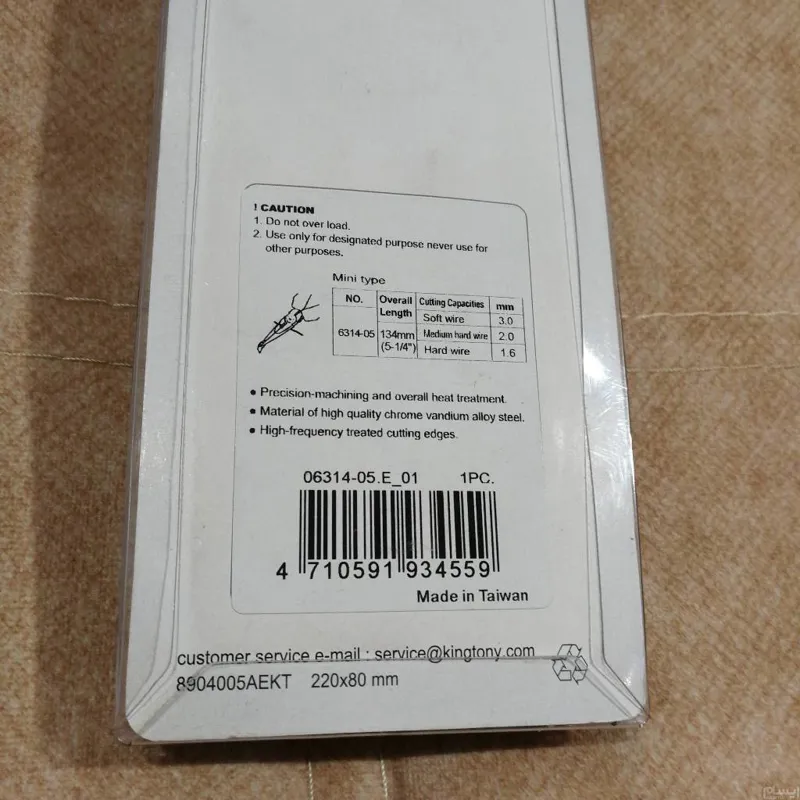 ! CAUTION
1. Do not over load.
2. Use only for designated purpose never use for
other purposes.
Mini type
NO. Overall Length Cutting Capacities mm
6314-05 134mm (5-1/4") Soft wire 3.0
Medium hard wire 2.0
Hard wire 1.6
• Precision-machining and overall heat treatment.
• Material of high quality chrome vandium alloy steel.
• High-frequency treated cutting edges.
06314-05.E_01 1PC.
4 710591 934559
Made in Taiwan
customer service e-mail : service@kingtony.com
8904005AEKT 220x80 mm
ایسام